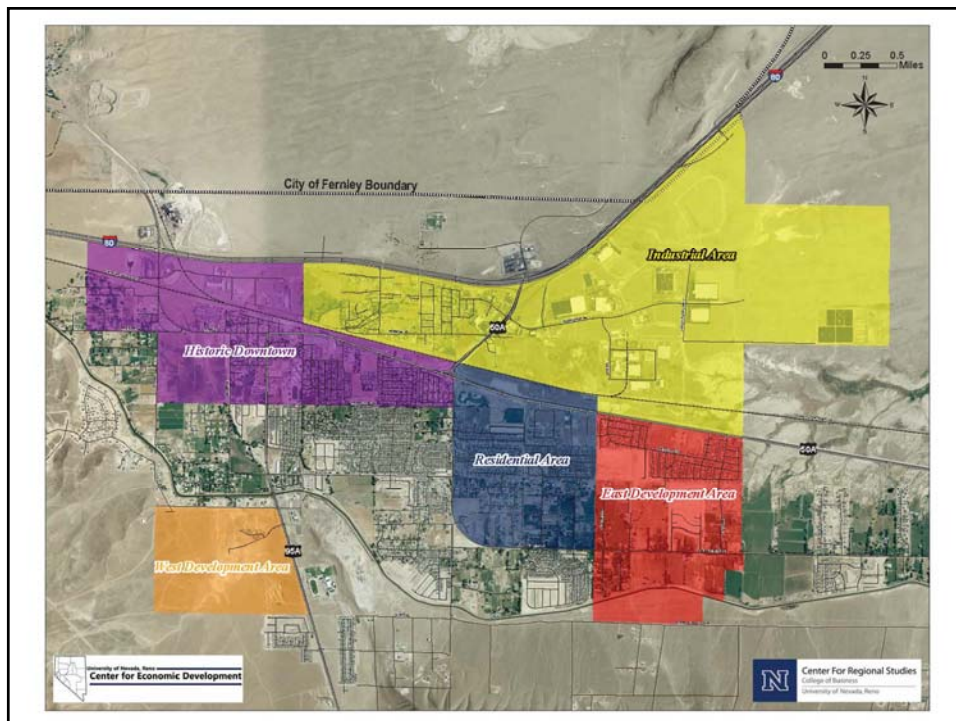 0 0.25 0.5
Miles
N
W E
S
80
City of Fernley Boundary
80
Industrial Area
50A
Historic Downtown
50A
Residential Area
East Development Area
95A
West Development Area
University of Nevada, Reno
Center for Economic Development
N
Center For Regional Studies
College of Business
University of Nevada, Reno